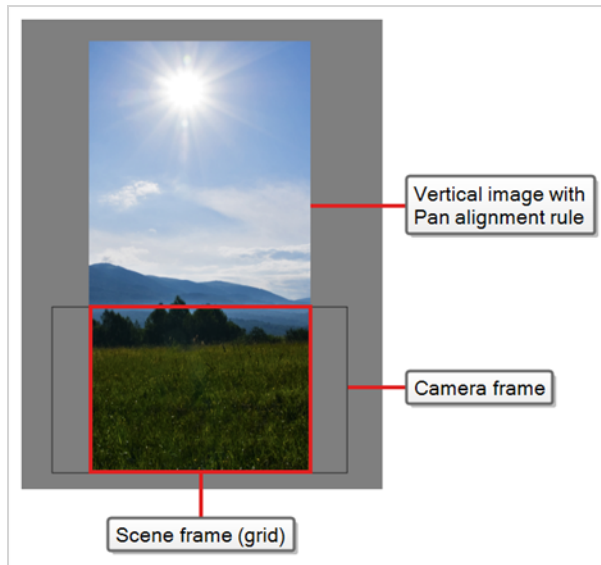 Vertical image with
Pan alignment rule
Camera frame
Scene frame (grid)